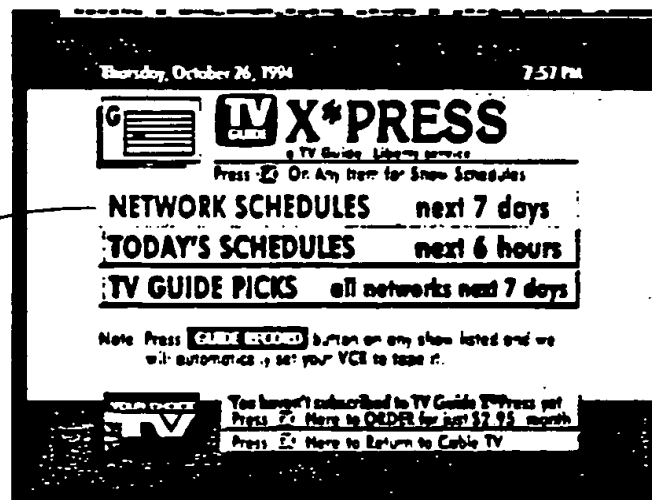 Thursday, October 26, 1994 7:57 PM
G
TV GUIDE X*PRESS
a TV Guide Liberty service
Press On Any Item for Show Schedules
NETWORK SCHEDULES next 7 days
TODAY'S SCHEDULES next 6 hours
TV GUIDE PICKS all networks next 7 days
Note Press GUIDE RECORD button on any show listed and we
will automatically set your VCR to tape it.
YOUR CHOICE
TV
You haven't subscribed to TV Guide X*Press yet
Press Here to ORDER for just $2.95 month
Press Here to Return to Cable TV